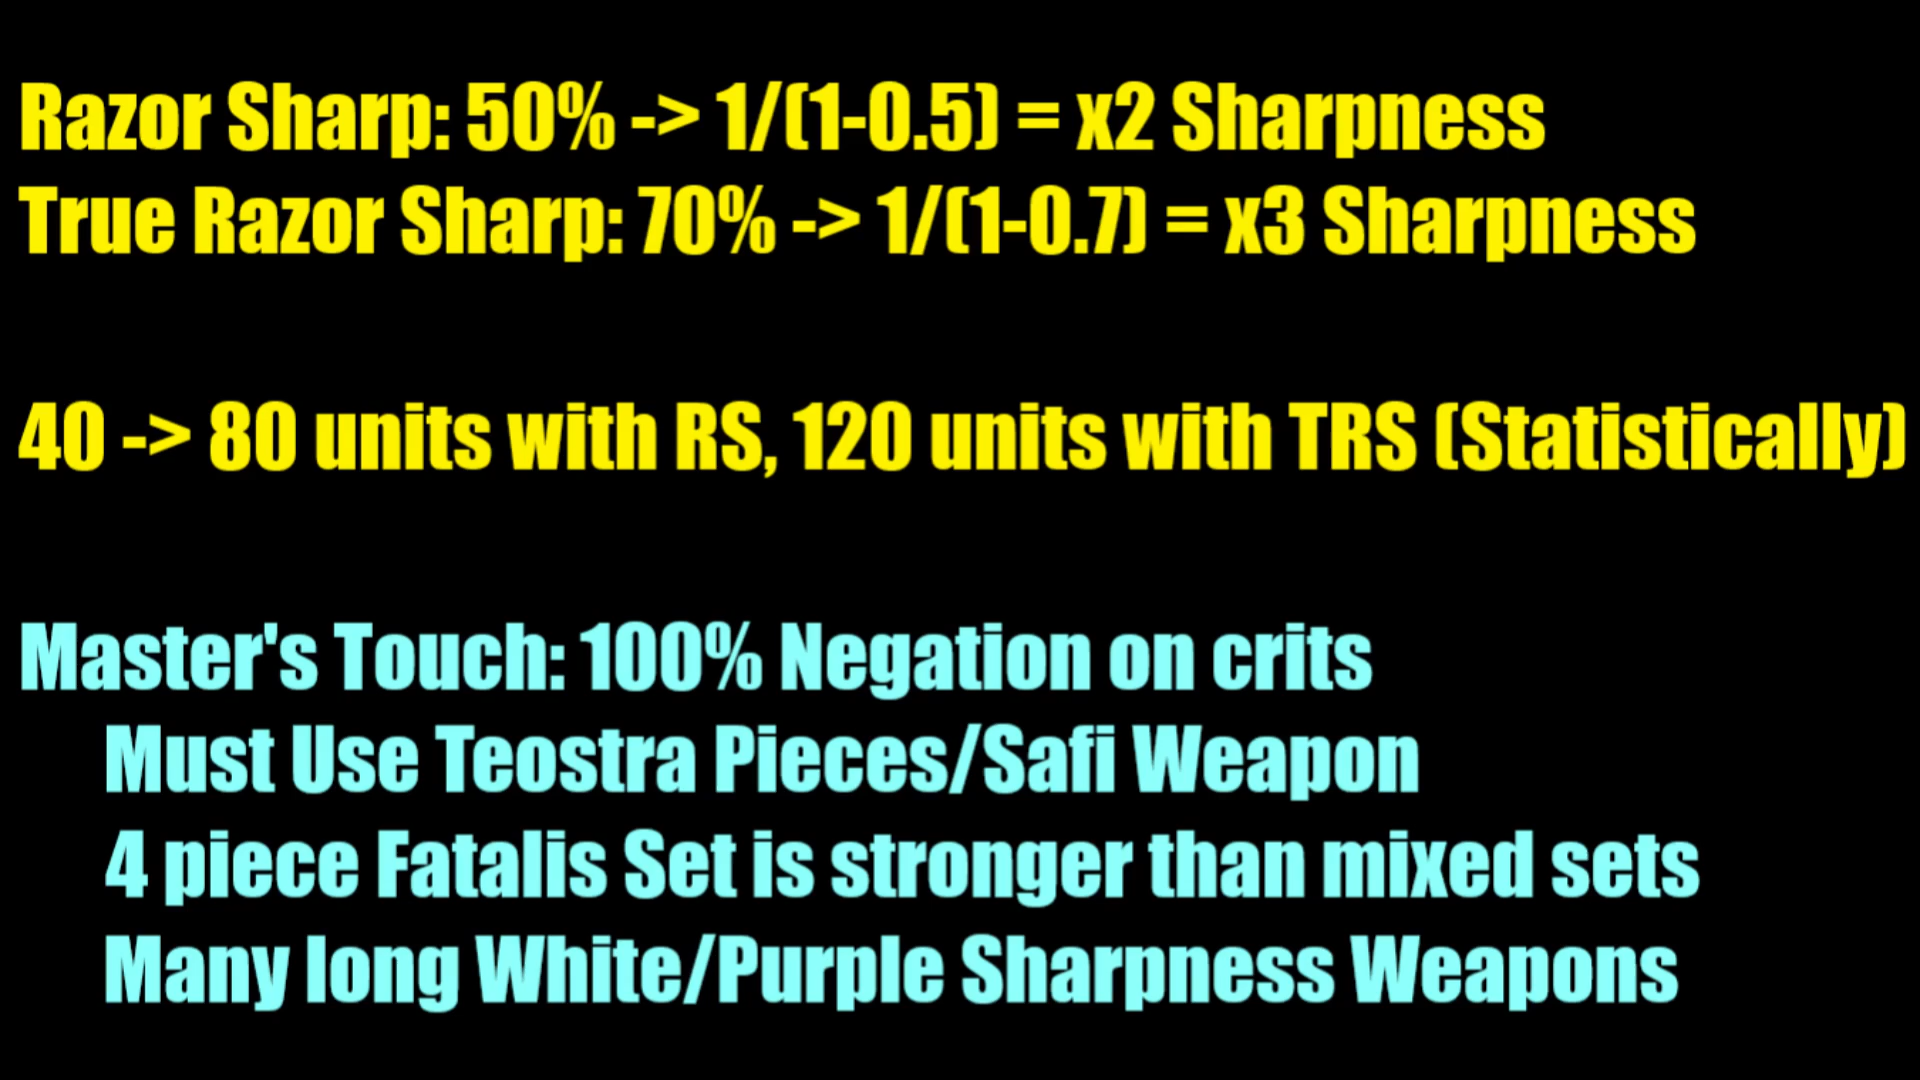 Razor Sharp: 50% -> 1/(1-0.5) = x2 Sharpness
True Razor Sharp: 70% -> 1/(1-0.7) = x3 Sharpness
40 -> 80 units with RS, 120 units with TRS (Statistically)
Master's Touch: 100% Negation on crits
Must Use Teostra Pieces/Safi Weapon
4 piece Fatalis Set is stronger than mixed sets
Many long White/Purple Sharpness Weapons